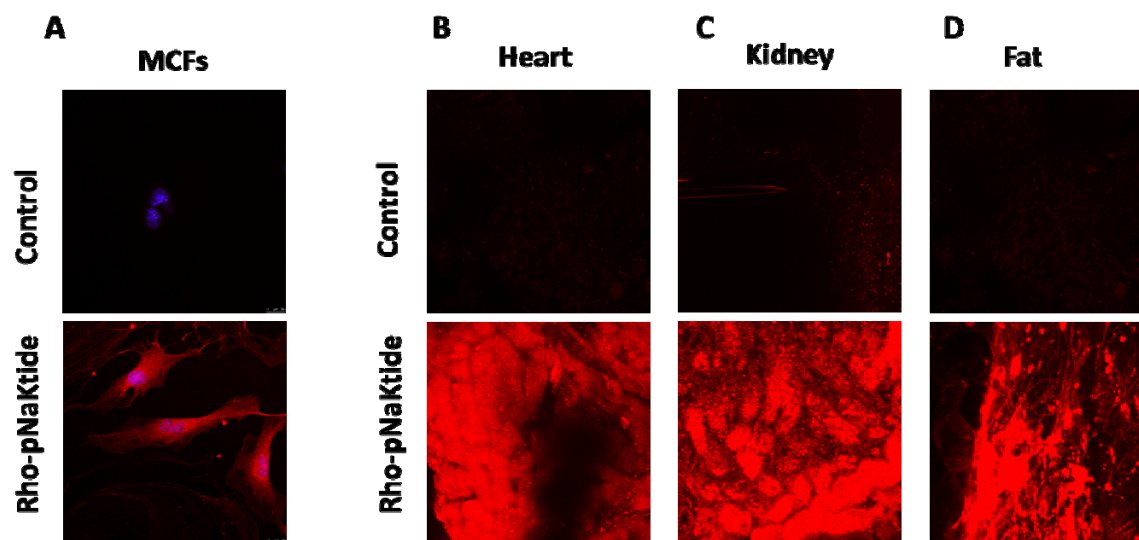 A
MCFs
B
Heart
C
Kidney
D
Fat
Control
Control
Rho-pNaKtide
Rho-pNaKtide